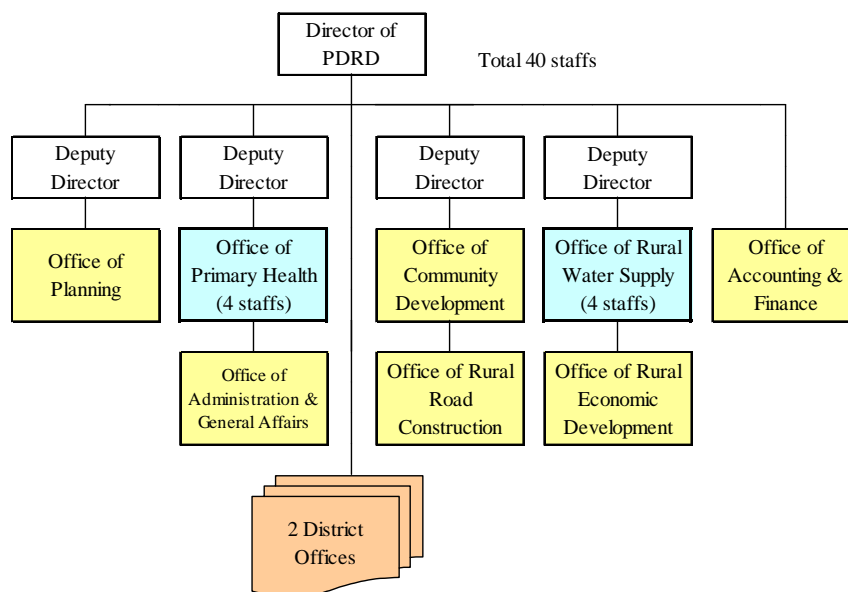 Director of
PDRD
Total 40 staffs
Deputy
Director
Deputy
Director
Deputy
Director
Deputy
Director
Office of
Planning
Office of
Primary Health
(4 staffs)
Office of
Community
Development
Office of Rural
Water Supply
(4 staffs)
Office of
Accounting &
Finance
Office of
Administration &
General Affairs
Office of Rural
Road
Construction
Office of Rural
Economic
Development
2 District
Offices